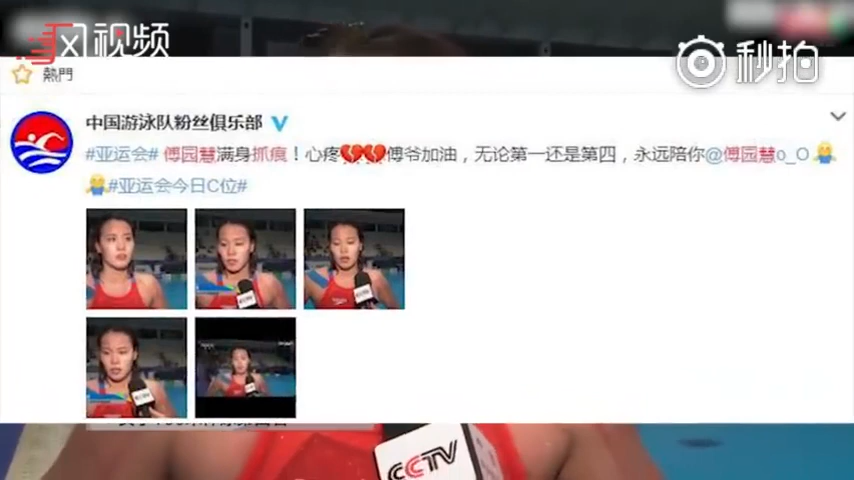 风视频
秒拍
熱門
中国游泳队粉丝俱乐部
#亚运会# 傅园慧满身抓痕！心疼💔💔傅爷加油，无论第一还是第四，永远陪你@傅园慧o_O
#亚运会今日C位#
CCTV